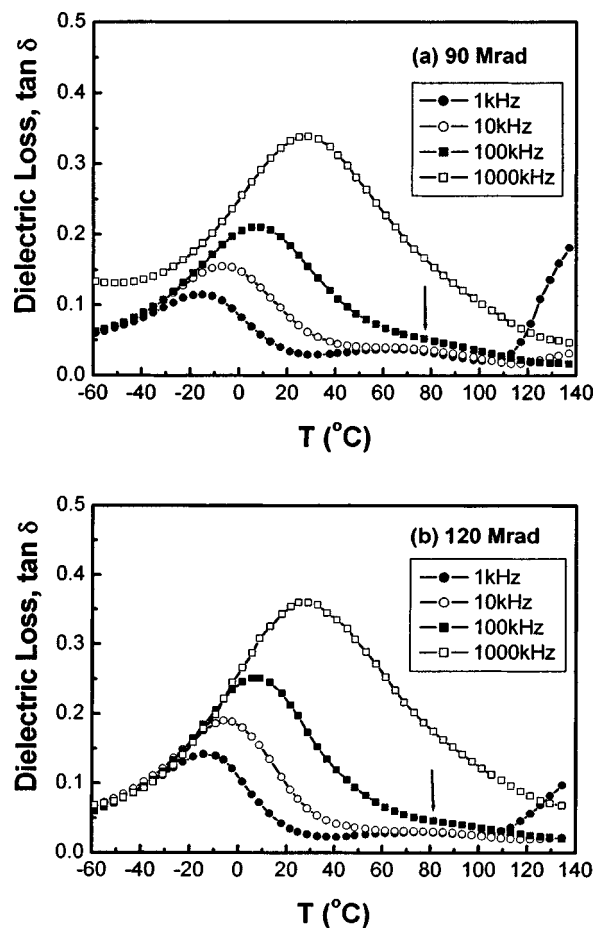 Dielectric Loss, tan δ
0.5
0.4
0.3
0.2
0.1
0.0
(a) 90 Mrad
1kHz
10kHz
100kHz
1000kHz
-60 -40 -20 0 20 40 60 80 100 120 140
T (°C)
Dielectric Loss, tan δ
0.5
0.4
0.3
0.2
0.1
0.0
(b) 120 Mrad
1kHz
10kHz
100kHz
1000kHz
-60 -40 -20 0 20 40 60 80 100 120 140
T (°C)